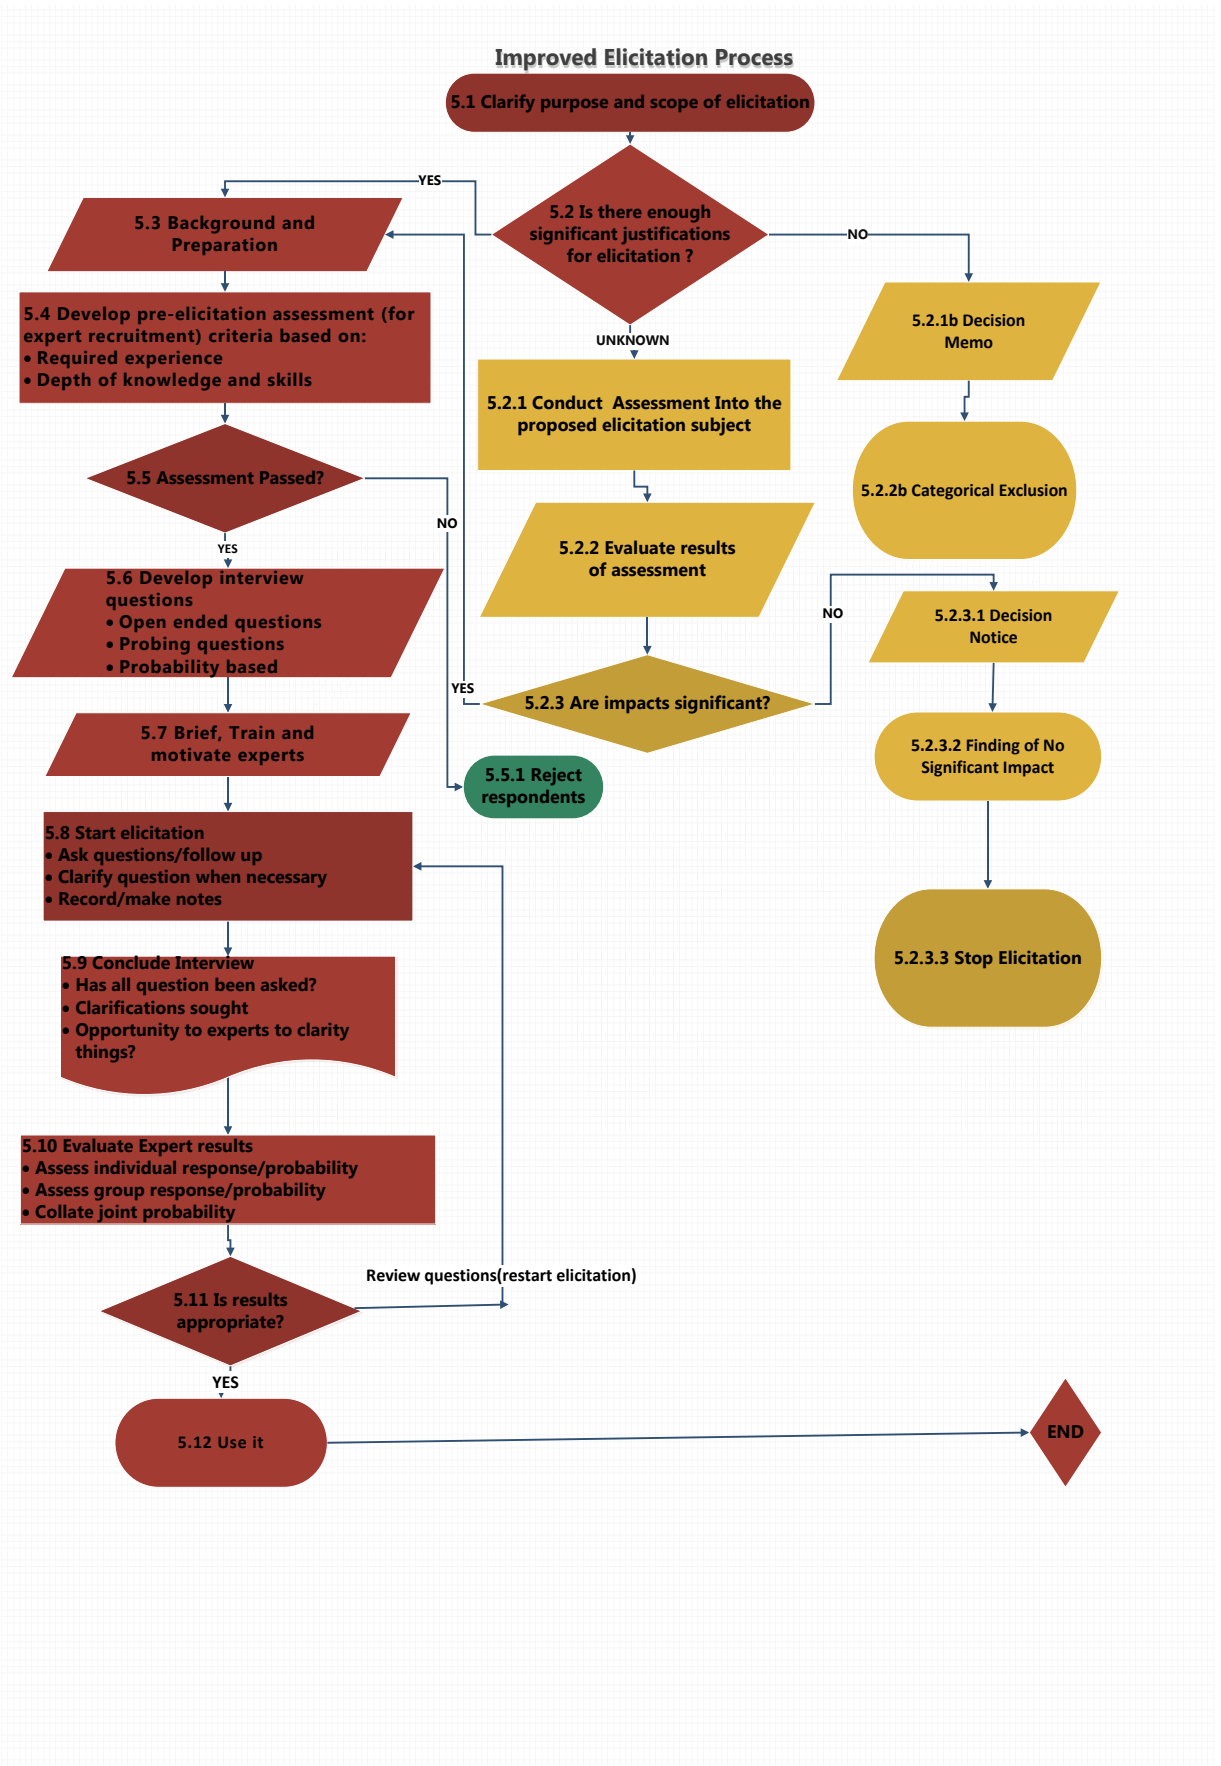 Improved Elicitation Process
5.1 Clarify purpose and scope of elicitation
YES
5.2 Is there enough
significant justifications
for elicitation ?
NO
UNKNOWN
5.3 Background and
Preparation
5.4 Develop pre-elicitation assessment (for
expert recruitment) criteria based on:
• Required experience
• Depth of knowledge and skills
5.5 Assessment Passed?
NO
YES
5.6 Develop interview
questions
• Open ended questions
• Probing questions
• Probability based
5.7 Brief, Train and
motivate experts
5.8 Start elicitation
• Ask questions/follow up
• Clarify question when necessary
• Record/make notes
5.9 Conclude Interview
• Has all question been asked?
• Clarifications sought
• Opportunity to experts to clarity
things?
5.10 Evaluate Expert results
• Assess individual response/probability
• Assess group response/probability
• Collate joint probability
5.11 Is results
appropriate?
Review questions(restart elicitation)
YES
5.12 Use it
END
5.2.1 Conduct  Assessment Into the
proposed elicitation subject
5.2.2 Evaluate results
of assessment
5.2.3 Are impacts significant?
YES
NO
5.5.1 Reject
respondents
5.2.1b Decision
Memo
5.2.2b Categorical Exclusion
5.2.3.1 Decision
Notice
5.2.3.2 Finding of No
Significant Impact
5.2.3.3 Stop Elicitation